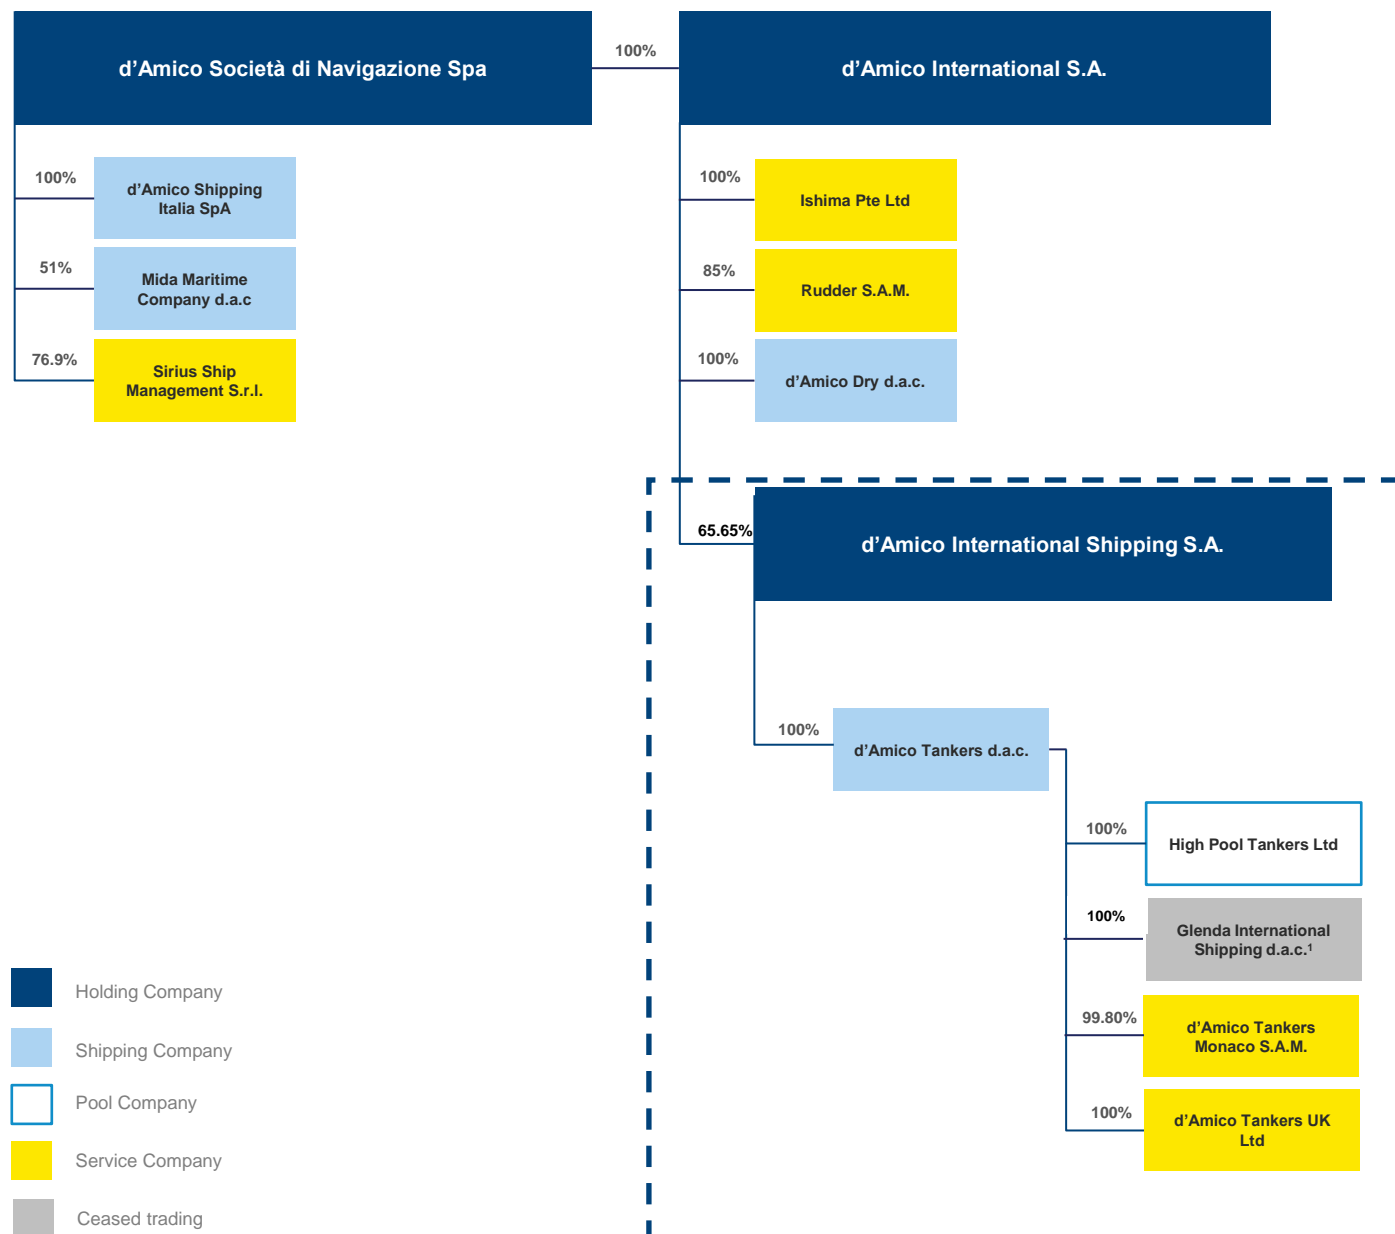 d’Amico Società di Navigazione Spa
100%
d’Amico International S.A.
100%
d’Amico Shipping
Italia SpA
51%
Mida Maritime
Company d.a.c
76.9%
Sirius Ship
Management S.r.l.
100%
Ishima Pte Ltd
85%
Rudder S.A.M.
100%
d’Amico Dry d.a.c.
65.65%
d’Amico International Shipping S.A.
100%
d’Amico Tankers d.a.c.
100%
High Pool Tankers Ltd
100%
Glenda International
Shipping d.a.c.¹
99.80%
d’Amico Tankers
Monaco S.A.M.
100%
d’Amico Tankers UK
Ltd
Holding Company
Shipping Company
Pool Company
Service Company
Ceased trading